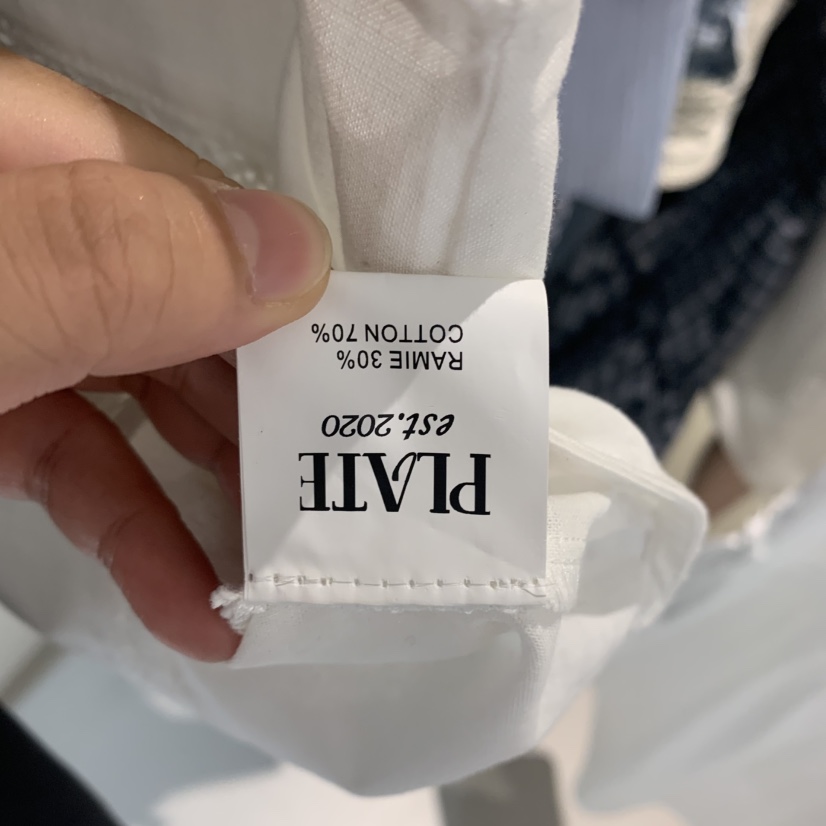 PLATE
est.2020
RAMIE 30%
COTTON 70%